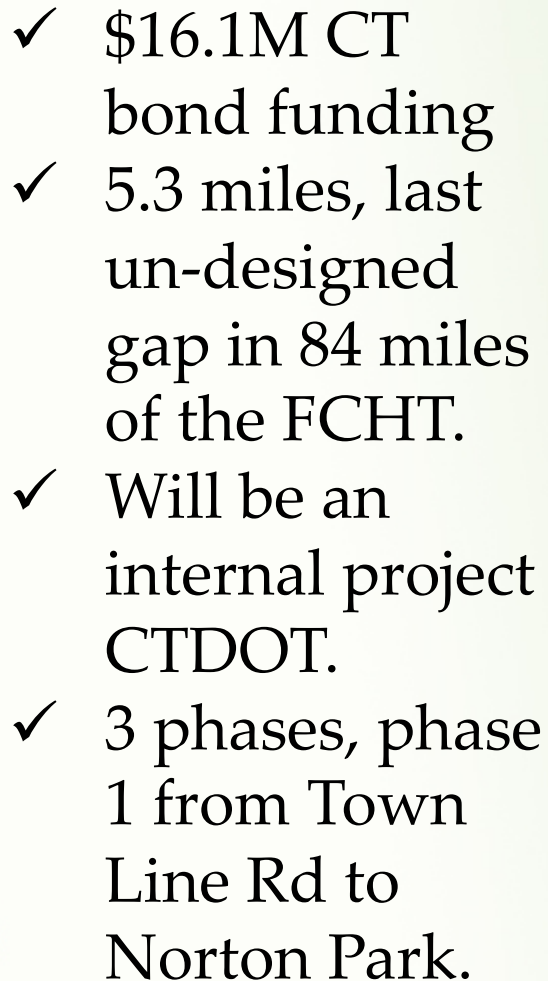 ✓ $16.1M CT
bond funding
✓ 5.3 miles, last
un-designed
gap in 84 miles
of the FCHT.
✓ Will be an
internal project
CTDOT.
✓ 3 phases, phase
1 from Town
Line Rd to
Norton Park.